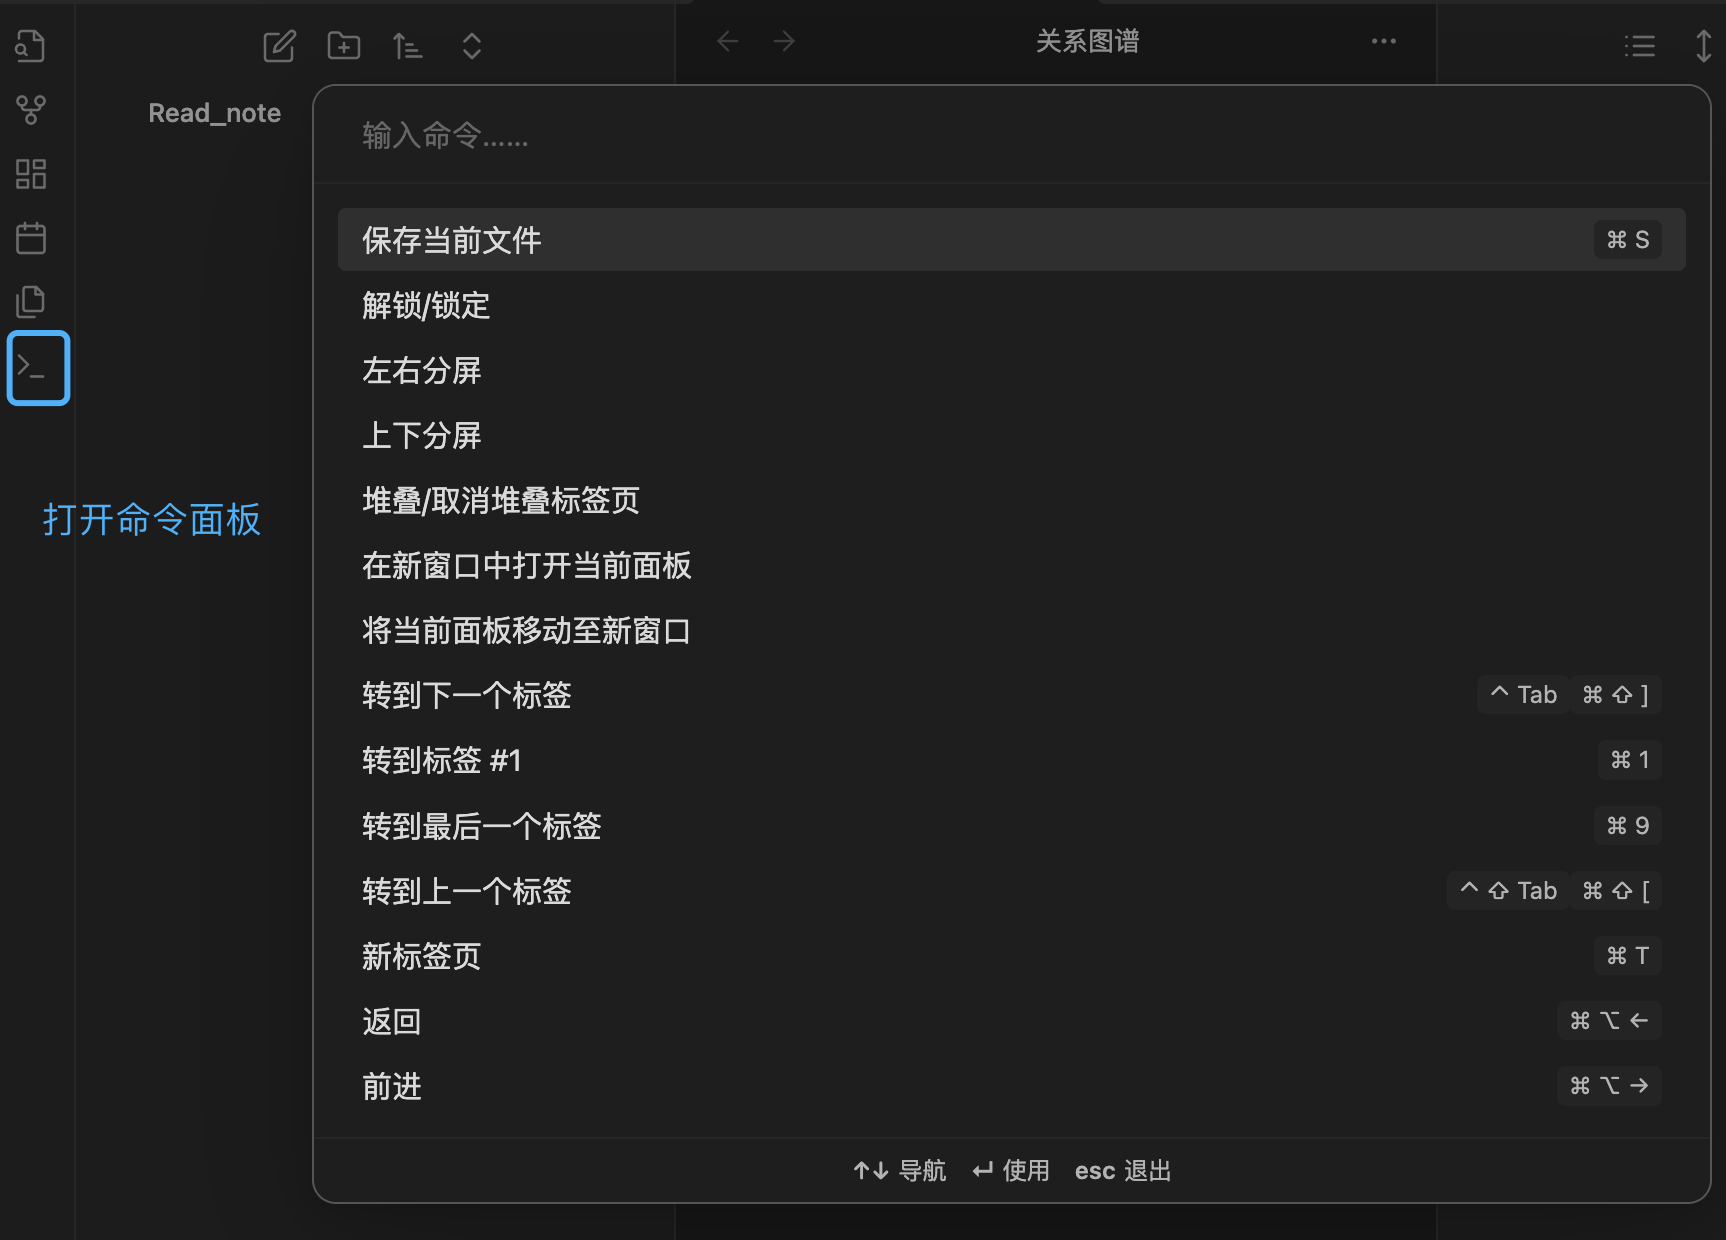 关系图谱
Read_note
输入命令......
保存当前文件 ⌘ S
解锁/锁定
左右分屏
上下分屏
堆叠/取消堆叠标签页
在新窗口中打开当前面板
将当前面板移动至新窗口
转到下一个标签 ^ Tab ⌘ ⇧ ]
转到标签 #1 ⌘ 1
转到最后一个标签 ⌘ 9
转到上一个标签 ^ ⇧ Tab ⌘ ⇧ [
新标签页 ⌘ T
返回 ⌘ ⌥ ←
前进 ⌘ ⌥ →
↑↓ 导航 ↵ 使用 esc 退出
打开命令面板